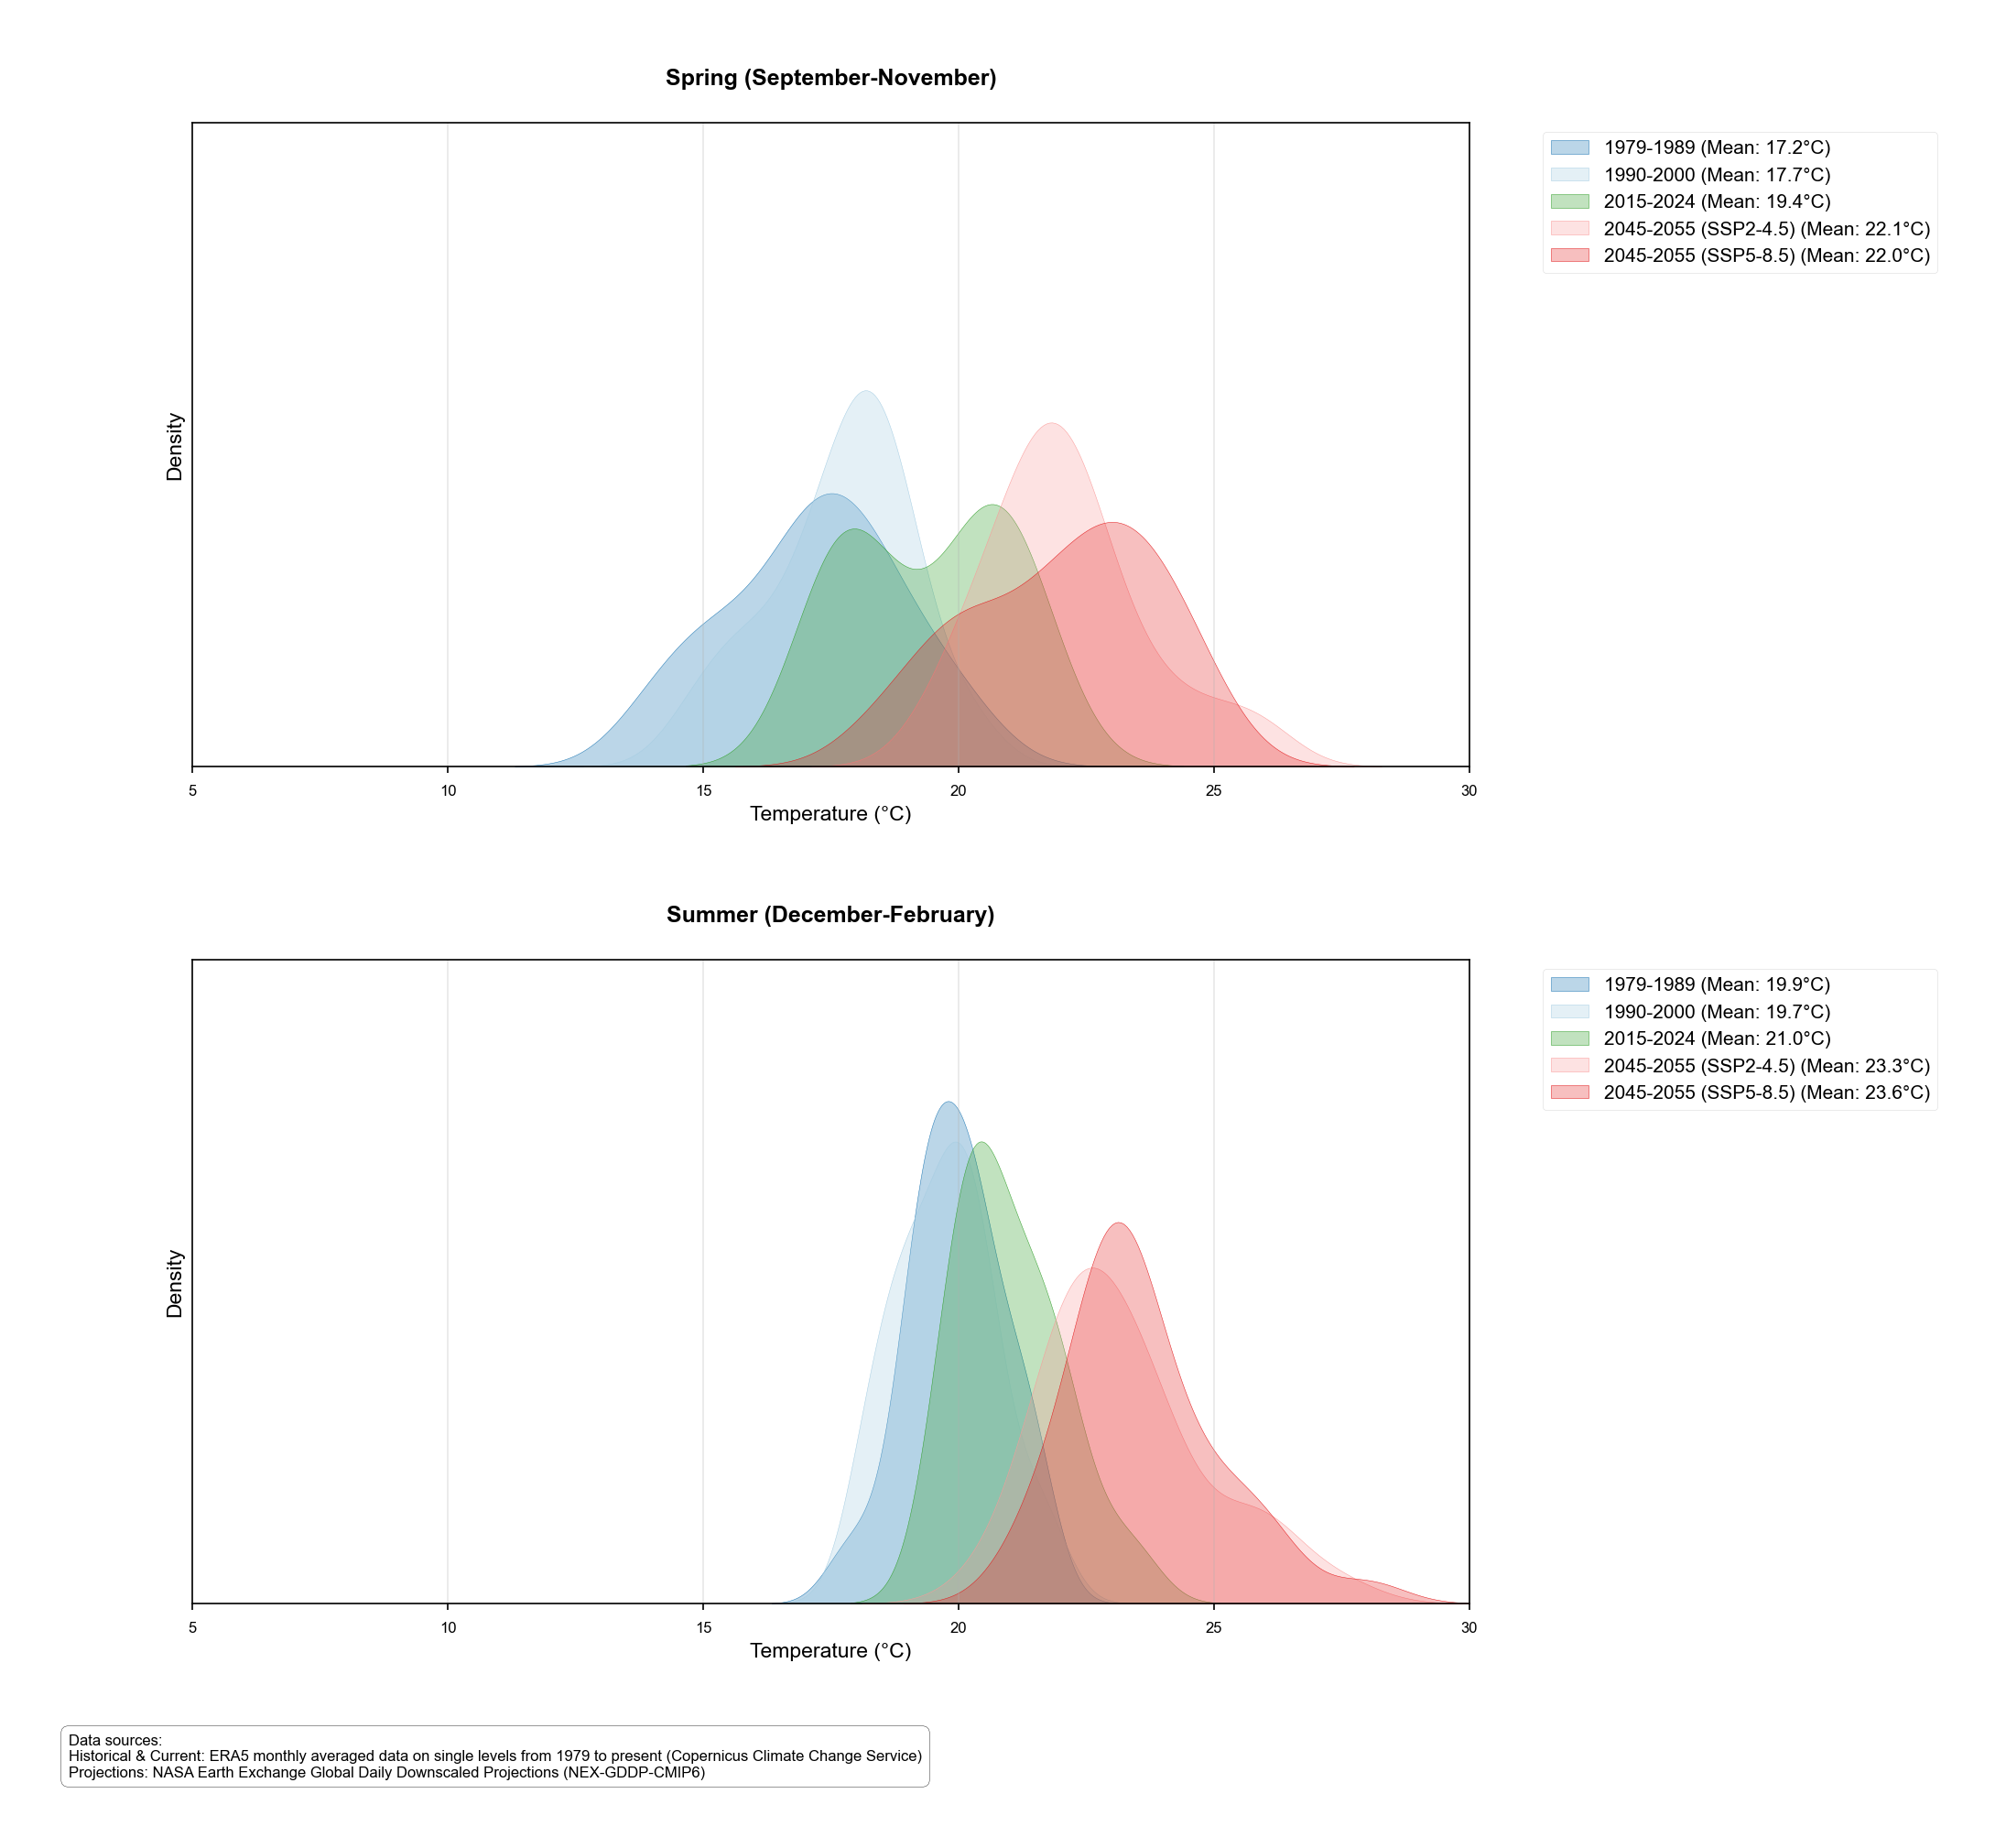 Spring (September-November)
1979-1989 (Mean: 17.2°C)
1990-2000 (Mean: 17.7°C)
2015-2024 (Mean: 19.4°C)
2045-2055 (SSP2-4.5) (Mean: 22.1°C)
2045-2055 (SSP5-8.5) (Mean: 22.0°C)
Density
5 10 15 20 25 30
Temperature (°C)
Summer (December-February)
1979-1989 (Mean: 19.9°C)
1990-2000 (Mean: 19.7°C)
2015-2024 (Mean: 21.0°C)
2045-2055 (SSP2-4.5) (Mean: 23.3°C)
2045-2055 (SSP5-8.5) (Mean: 23.6°C)
Density
5 10 15 20 25 30
Temperature (°C)
Data sources:
Historical & Current: ERA5 monthly averaged data on single levels from 1979 to present (Copernicus Climate Change Service)
Projections: NASA Earth Exchange Global Daily Downscaled Projections (NEX-GDDP-CMIP6)